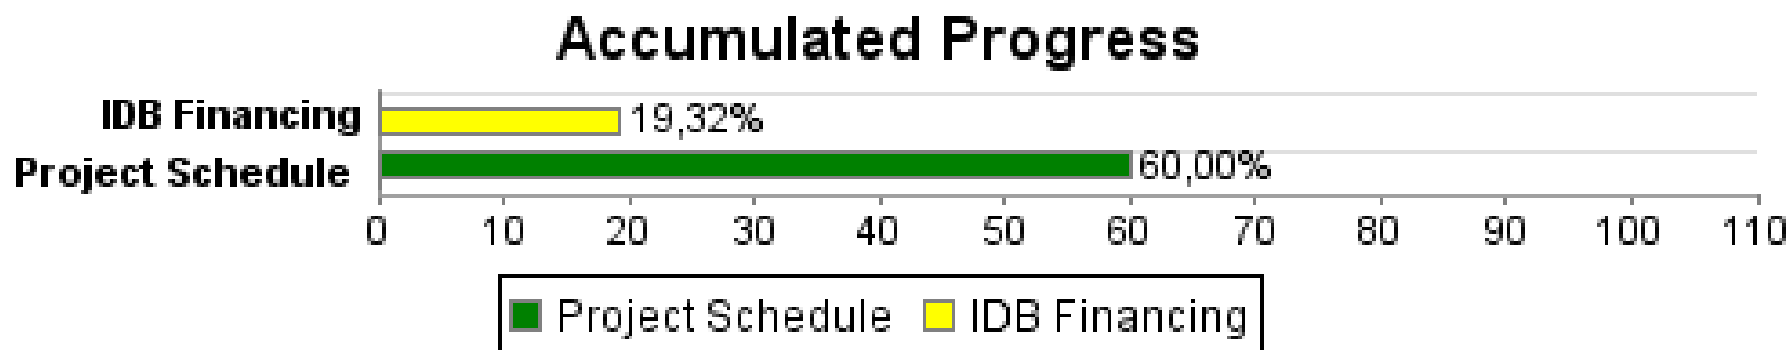 Accumulated Progress
IDB Financing 19,32%
Project Schedule 60,00%
0 10 20 30 40 50 60 70 80 90 100 110
Project Schedule IDB Financing